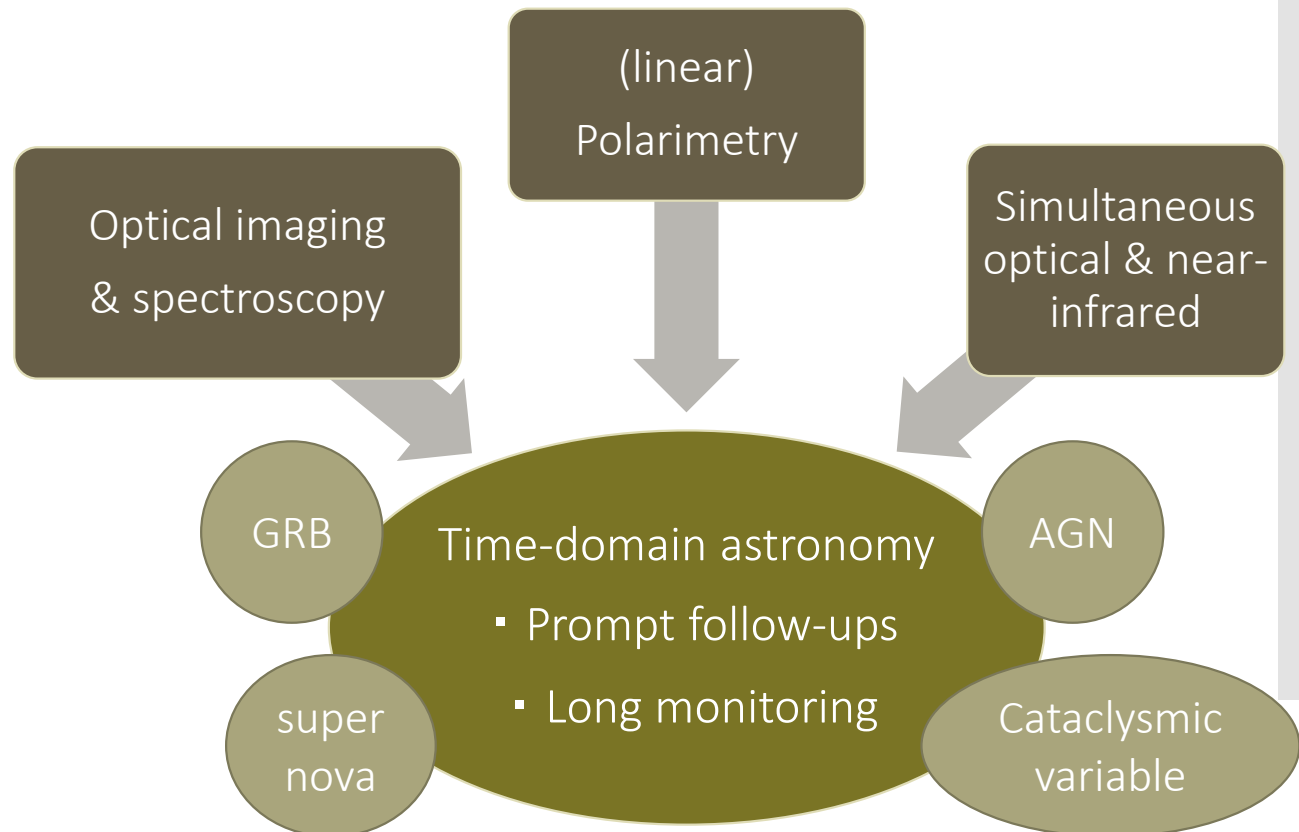 (linear)
Polarimetry
Optical imaging
& spectroscopy
Simultaneous
optical & near-
infrared
GRB
AGN
Time-domain astronomy
▪ Prompt follow-ups
▪ Long monitoring
super
nova
Cataclysmic
variable